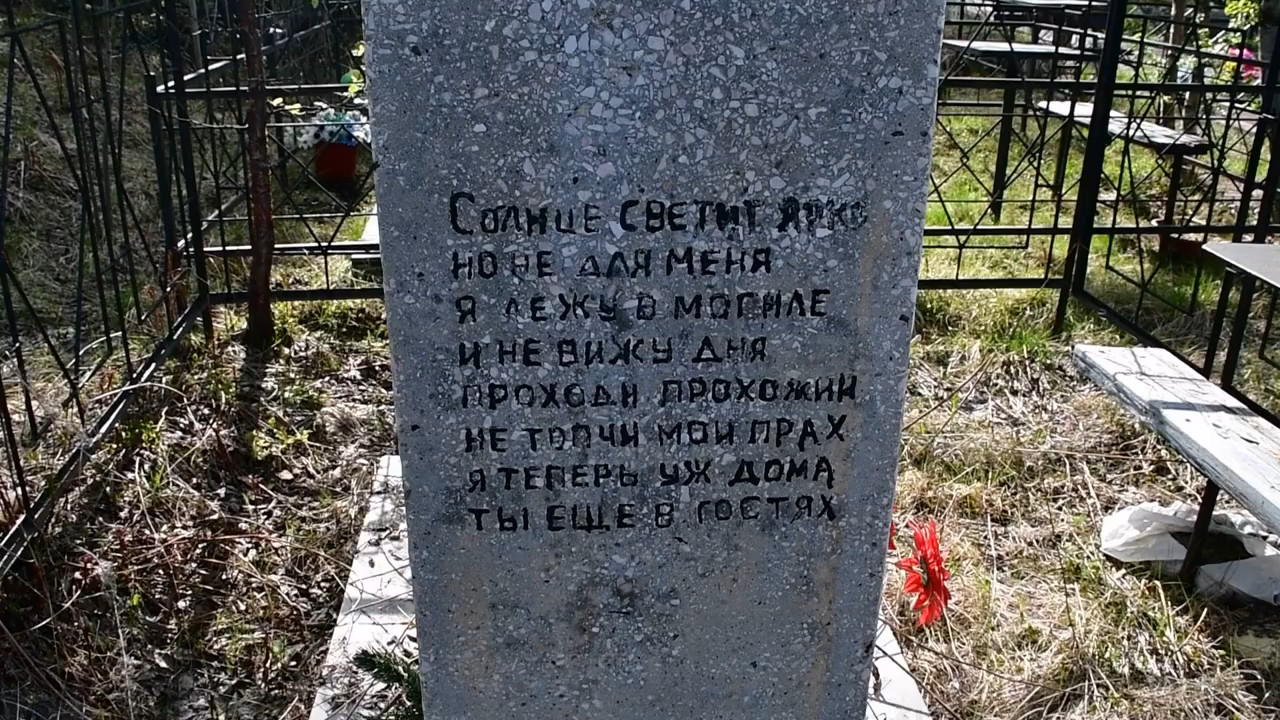 Солнце светит ярко
но не для меня
я лежу в могиле
и не вижу дня
проходи прохожий
не топчи мой прах
я теперь уж дома
ты еще в гостях